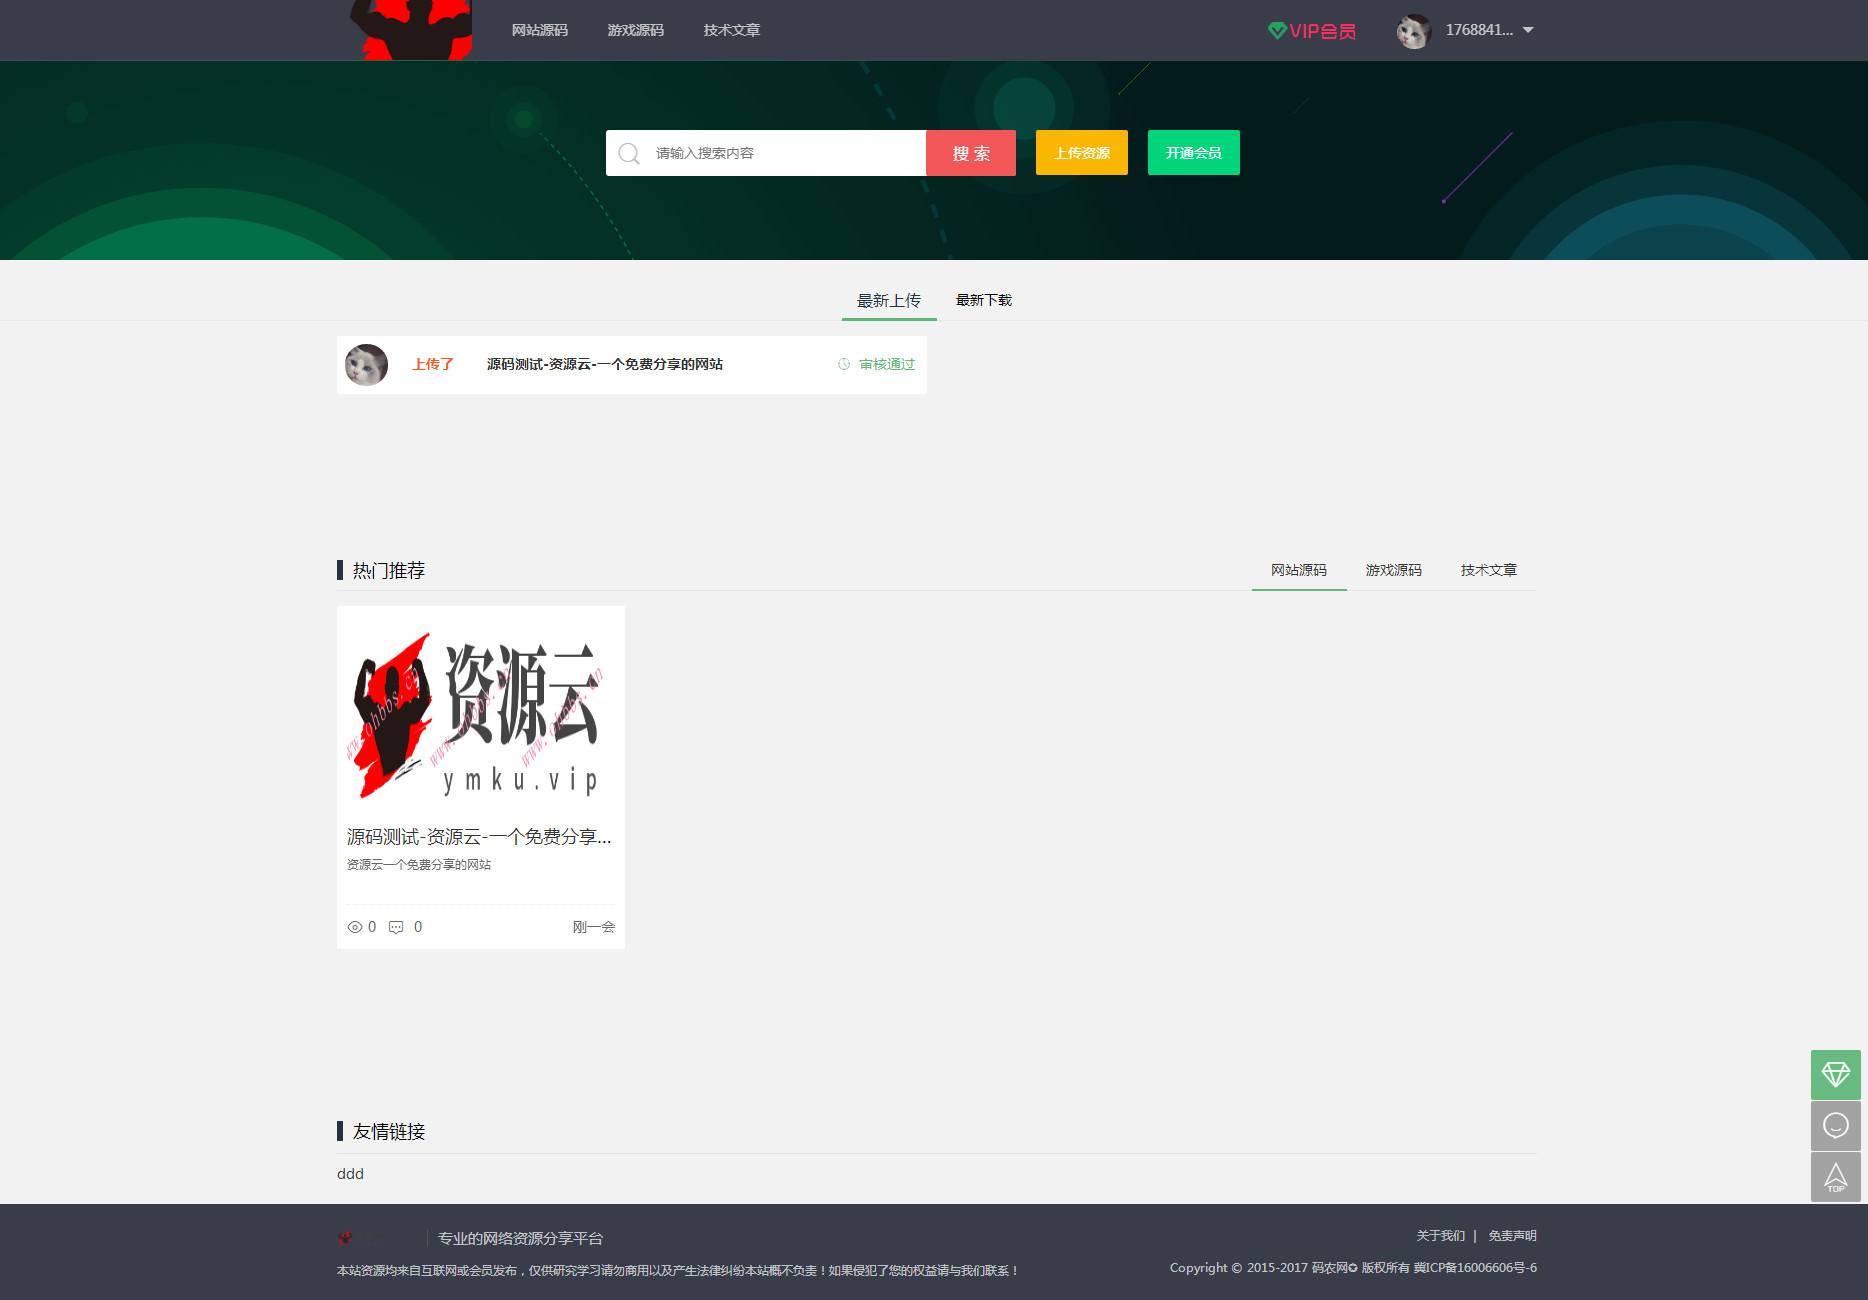 网站源码 游戏源码 技术文章 VIP会员 1768841...
请输入搜索内容 搜 索 上传资源 开通会员
最新上传 最新下载
上传了 源码测试-资源云-一个免费分享的网站 审核通过
热门推荐 网站源码 游戏源码 技术文章
资源云
ymku.vip
www.ohbbs.cn www.ohbbs.cn www.ohbbs.cn
源码测试-资源云-一个免费分享...
资源云一个免费分享的网站
0 0 刚一会
TOP
友情链接
ddd
专业的网络资源分享平台 关于我们 | 免责声明
本站资源均来自互联网或会员发布，仅供研究学习请勿商用以及产生法律纠纷本站概不负责！如果侵犯了您的权益请与我们联系！
Copyright © 2015-2017 码农网✪ 版权所有 冀ICP备16006606号-6